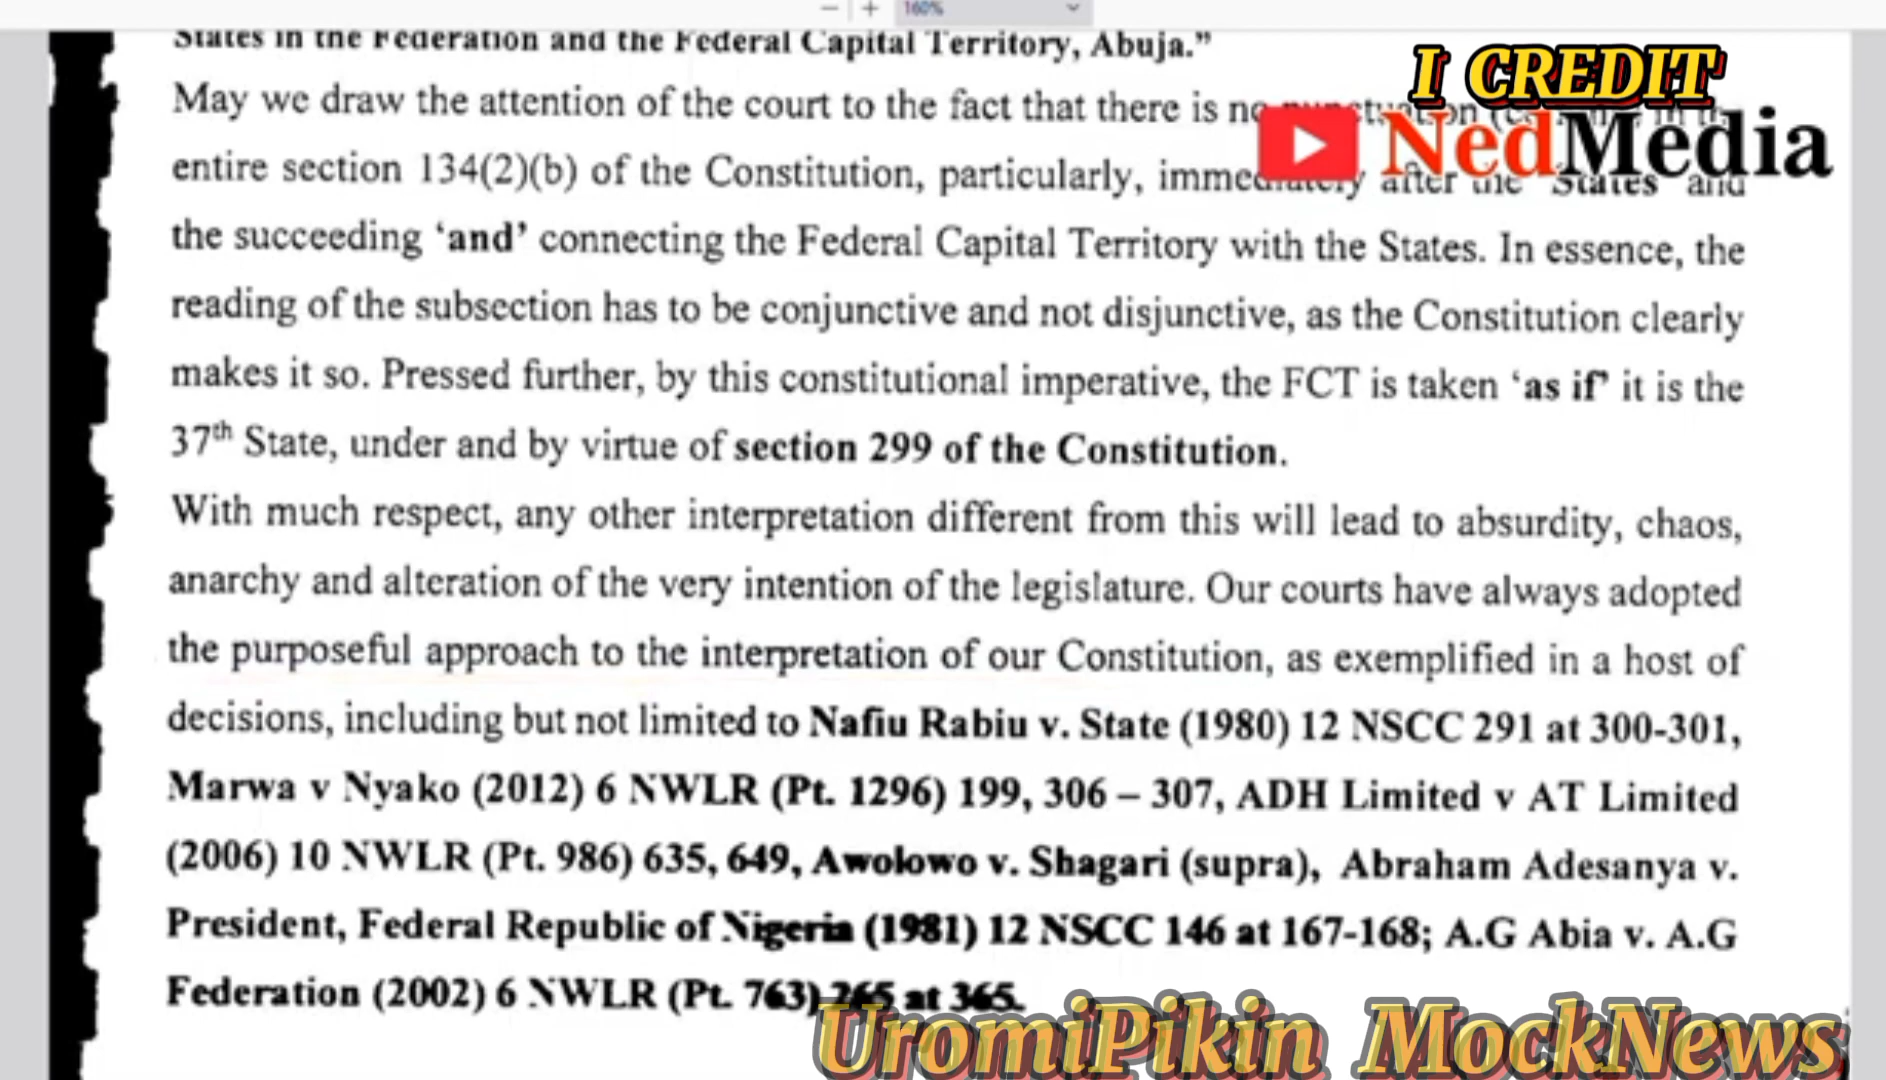 160%
States in the Federation and the Federal Capital Territory, Abuja.”
I CREDIT
May we draw the attention of the court to the fact that there is no
NedMedia
entire section 134(2)(b) of the Constitution, particularly, immediately after the ‘States’ and
the succeeding ‘and’ connecting the Federal Capital Territory with the States. In essence, the
reading of the subsection has to be conjunctive and not disjunctive, as the Constitution clearly
makes it so. Pressed further, by this constitutional imperative, the FCT is taken ‘as if’ it is the
37th State, under and by virtue of section 299 of the Constitution.
With much respect, any other interpretation different from this will lead to absurdity, chaos,
anarchy and alteration of the very intention of the legislature. Our courts have always adopted
the purposeful approach to the interpretation of our Constitution, as exemplified in a host of
decisions, including but not limited to Nafiu Rabiu v. State (1980) 12 NSCC 291 at 300-301,
Marwa v Nyako (2012) 6 NWLR (Pt. 1296) 199, 306 – 307, ADH Limited v AT Limited
(2006) 10 NWLR (Pt. 986) 635, 649, Awolowo v. Shagari (supra), Abraham Adesanya v.
President, Federal Republic of Nigeria (1981) 12 NSCC 146 at 167-168; A.G Abia v. A.G
Federation (2002) 6 NWLR (Pt. 763) 265 at 365.
UromiPikin MockNews